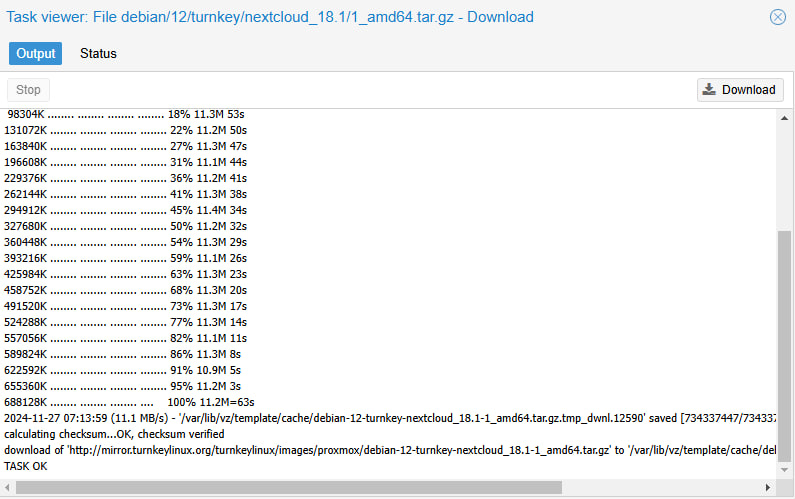 Task viewer: File debian/12/turnkey/nextcloud_18.1/1_amd64.tar.gz - Download
Output Status
Stop Download
98304K ........ ........ ........ ........ 18% 11.3M 53s
131072K ........ ........ ........ ........ 22% 11.2M 50s
163840K ........ ........ ........ ........ 27% 11.3M 47s
196608K ........ ........ ........ ........ 31% 11.1M 44s
229376K ........ ........ ........ ........ 36% 11.2M 41s
262144K ........ ........ ........ ........ 41% 11.3M 38s
294912K ........ ........ ........ ........ 45% 11.4M 34s
327680K ........ ........ ........ ........ 50% 11.2M 32s
360448K ........ ........ ........ ........ 54% 11.3M 29s
393216K ........ ........ ........ ........ 59% 11.1M 26s
425984K ........ ........ ........ ........ 63% 11.3M 23s
458752K ........ ........ ........ ........ 68% 11.3M 20s
491520K ........ ........ ........ ........ 73% 11.3M 17s
524288K ........ ........ ........ ........ 77% 11.3M 14s
557056K ........ ........ ........ ........ 82% 11.1M 11s
589824K ........ ........ ........ ........ 86% 11.3M 8s
622592K ........ ........ ........ ........ 91% 10.9M 5s
655360K ........ ........ ........ ........ 95% 11.2M 3s
688128K ........ ........ ........ .... 100% 11.2M=63s
2024-11-27 07:13:59 (11.1 MB/s) - '/var/lib/vz/template/cache/debian-12-turnkey-nextcloud_18.1-1_amd64.tar.gz.tmp_dwnl.12590' saved [734337447/734337
calculating checksum...OK, checksum verified
download of 'http://mirror.turnkeylinux.org/turnkeylinux/images/proxmox/debian-12-turnkey-nextcloud_18.1-1_amd64.tar.gz' to '/var/lib/vz/template/cache/del
TASK OK